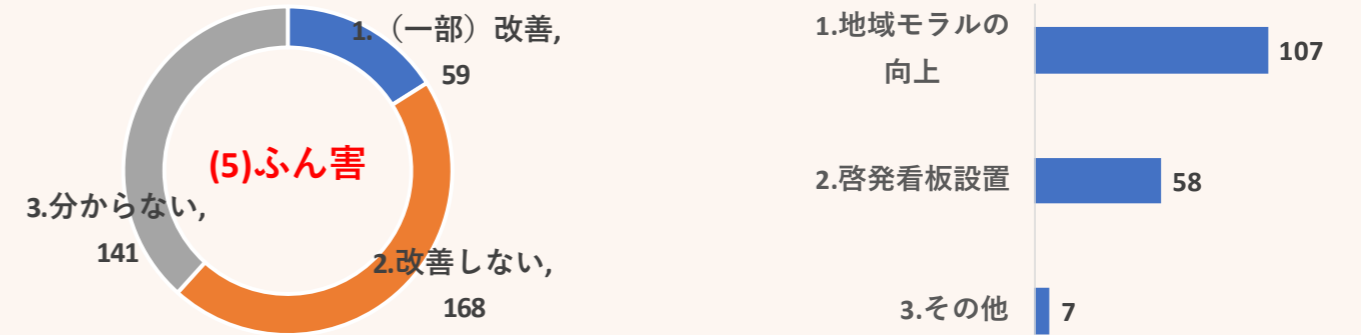 1.（一部）改善,
59
(5)ふん害
3.分からない,
141
2.改善しない,
168
1.地域モラルの
向上
107
2.啓発看板設置
58
3.その他
7